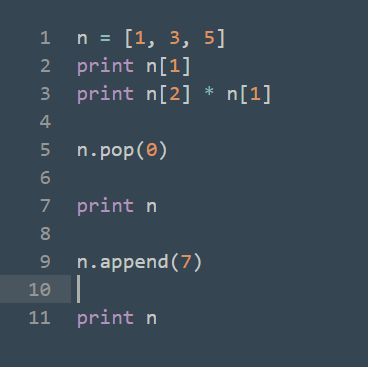 1 n = [1, 3, 5]
2 print n[1]
3 print n[2] * n[1]
4
5 n.pop(0)
6
7 print n
8
9 n.append(7)
10
11 print n